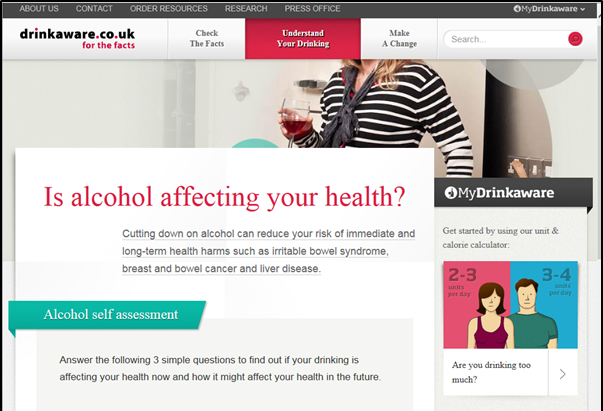 ABOUT US CONTACT ORDER RESOURCES RESEARCH PRESS OFFICE MyDrinkaware
drinkaware.co.uk
for the facts
Check
The Facts
Understand
Your Drinking
Make
A Change
Search...
Is alcohol affecting your health?
Cutting down on alcohol can reduce your risk of immediate and
long-term health harms such as irritable bowel syndrome,
breast and bowel cancer and liver disease.
Alcohol self assessment
Answer the following 3 simple questions to find out if your drinking is
affecting your health now and how it might affect your health in the future.
MyDrinkaware
Get started by using our unit &
calorie calculator:
2-3
units
per day
3-4
units
per day
Are you drinking too
much?